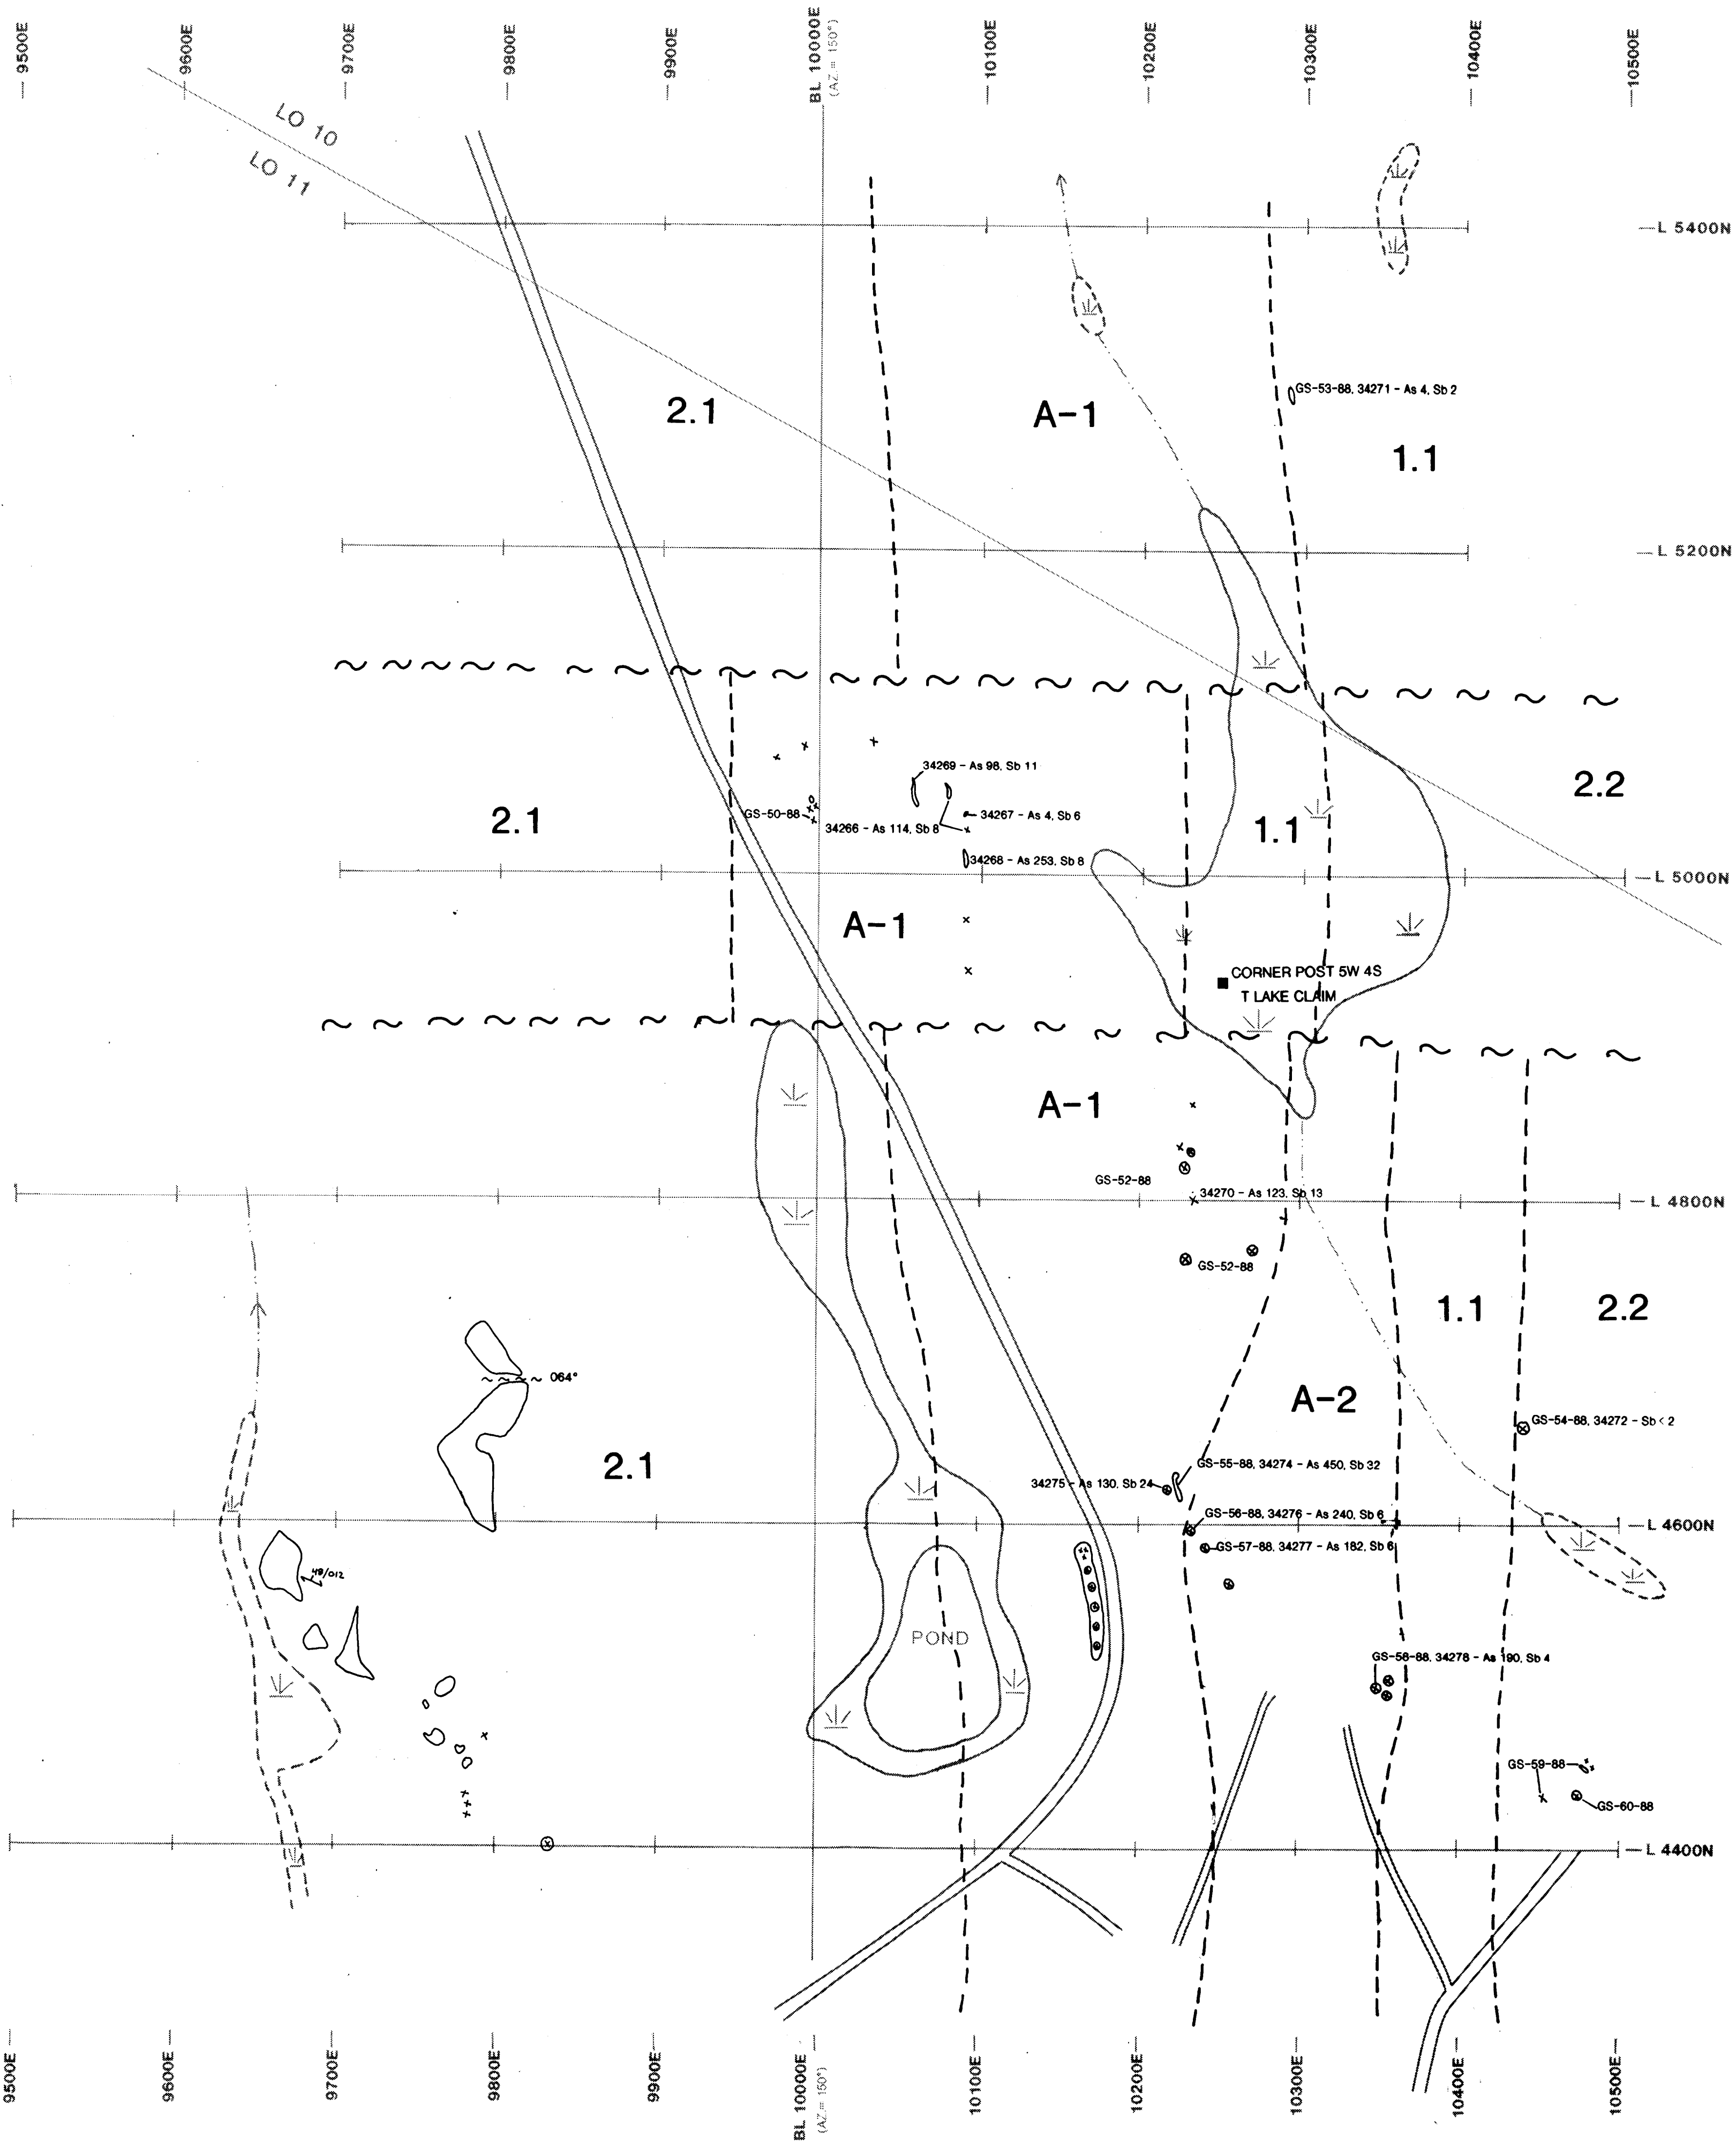 9500E
9600E
9700E
9800E
9900E
BL 10000E
(AZ.= 150°)
10100E
10200E
10300E
10400E
10500E
LO 10
LO 11
L 5400N
GS-53-88, 34271 - As 4, Sb 2
2.1
A-1
1.1
L 5200N
34269 - As 98, Sb 11
2.2
GS-50-88
34267 - As 4, Sb 6
2.1
34266 - As 114, Sb 8
1.1
34268 - As 253, Sb 8
L 5000N
A-1
CORNER POST 5W 4S
T LAKE CLAIM
A-1
GS-52-88
34270 - As 123, Sb 13
L 4800N
GS-52-88
1.1
2.2
064°
A-2
GS-54-88, 34272 - Sb < 2
2.1
GS-55-88, 34274 - As 450, Sb 32
34275 - As 130, Sb 24
GS-56-88, 34276 - As 240, Sb 6
L 4600N
GS-57-88, 34277 - As 182, Sb 6
48/012
POND
GS-58-88, 34278 - As 190, Sb 4
GS-59-88
GS-60-88
L 4400N
9500E
9600E
9700E
9800E
9900E
BL 10000E
(AZ.= 150°)
10100E
10200E
10300E
10400E
10500E